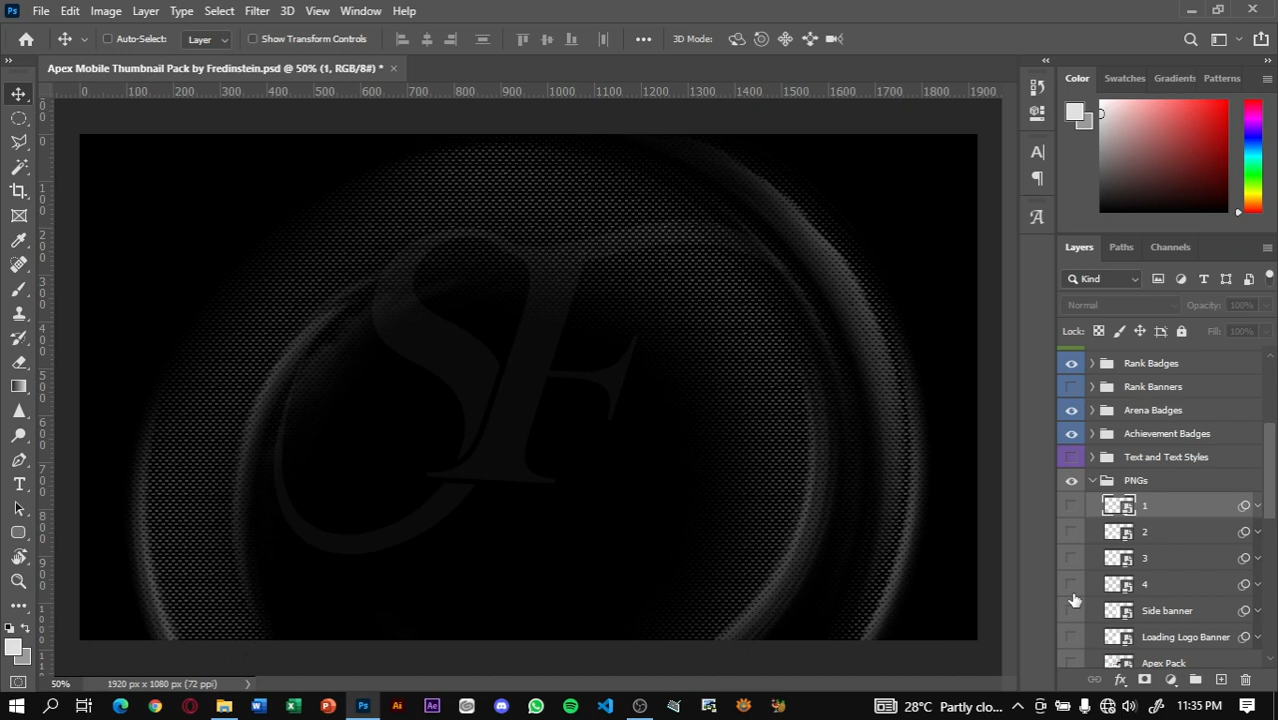 Ps File Edit Image Layer Type Select Filter 3D View Window Help
Auto-Select: Layer Show Transform Controls 3D Mode:
Apex Mobile Thumbnail Pack by Fredinstein.psd @ 50% (1, RGB/8#) * ×
0 100 200 300 400 500 600 700 800 900 1000 1100 1200 1300 1400 1500 1600 1700 1800 1900
Color Swatches Gradients Patterns
SF
Layers Paths Channels
Kind
Normal Opacity: 100%
Lock: Fill: 100%
Rank Badges
Rank Banners
Arena Badges
Achievement Badges
Text and Text Styles
PNGs
1
2
3
4
Side banner
Loading Logo Banner
Apex Pack
50% 1920 px x 1080 px (72 ppi)
28°C Partly clo... 11:35 PM